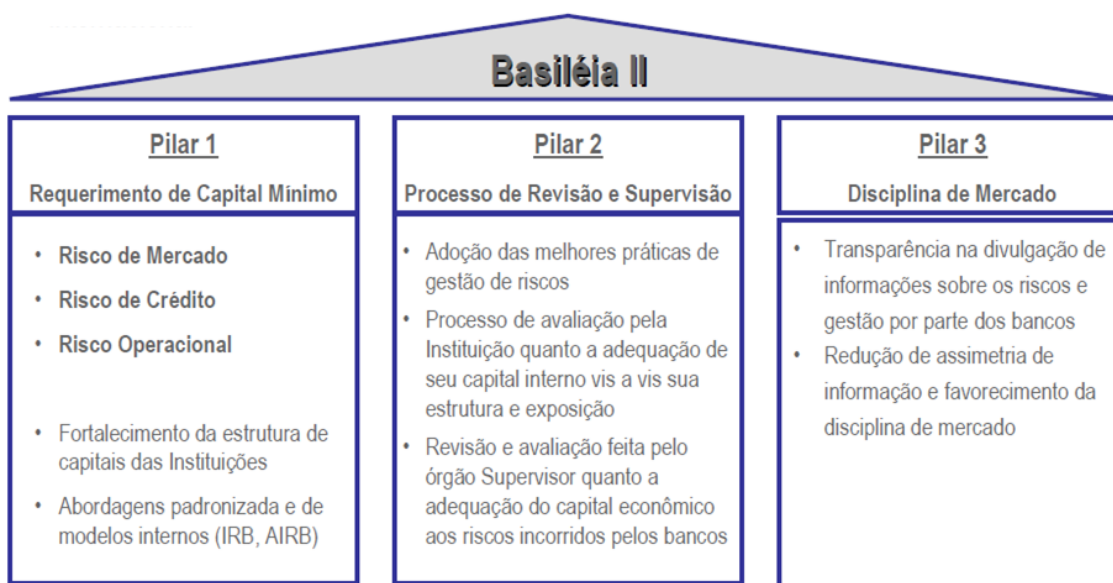 Basiléia II
Pilar 1
Requerimento de Capital Mínimo
• Risco de Mercado
• Risco de Crédito
• Risco Operacional
• Fortalecimento da estrutura de
capitais das Instituições
• Abordagens padronizada e de
modelos internos (IRB, AIRB)
Pilar 2
Processo de Revisão e Supervisão
• Adoção das melhores práticas de
gestão de riscos
• Processo de avaliação pela
Instituição quanto a adequação de
seu capital interno vis a vis sua
estrutura e exposição
• Revisão e avaliação feita pelo
órgão Supervisor quanto a
adequação do capital econômico
aos riscos incorridos pelos bancos
Pilar 3
Disciplina de Mercado
• Transparência na divulgação de
informações sobre os riscos e
gestão por parte dos bancos
• Redução de assimetria de
informação e favorecimento da
disciplina de mercado